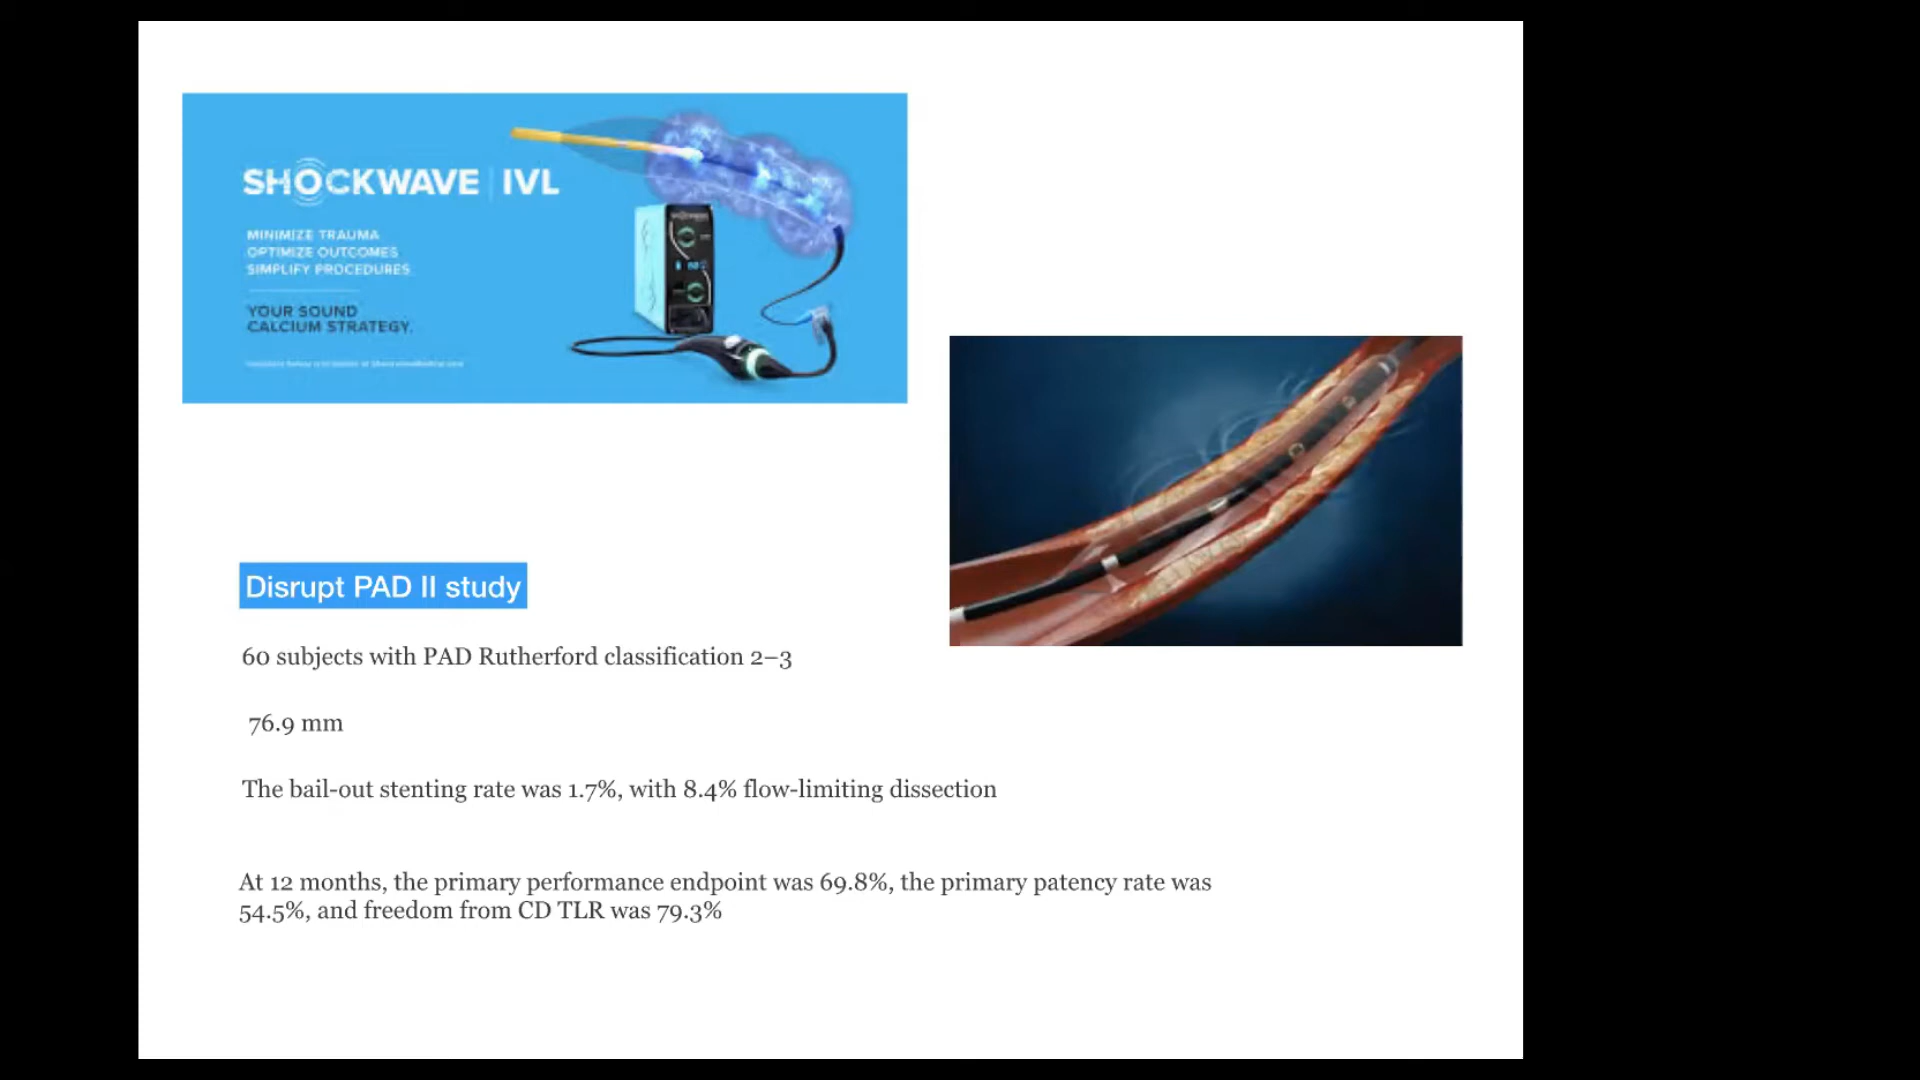 SHOCKWAVE | IVL
MINIMIZE TRAUMA
OPTIMIZE OUTCOMES
SIMPLIFY PROCEDURES
YOUR SOUND
CALCIUM STRATEGY.
Disrupt PAD II study
60 subjects with PAD Rutherford classification 2–3
76.9 mm
The bail-out stenting rate was 1.7%, with 8.4% flow-limiting dissection
At 12 months, the primary performance endpoint was 69.8%, the primary patency rate was
54.5%, and freedom from CD TLR was 79.3%